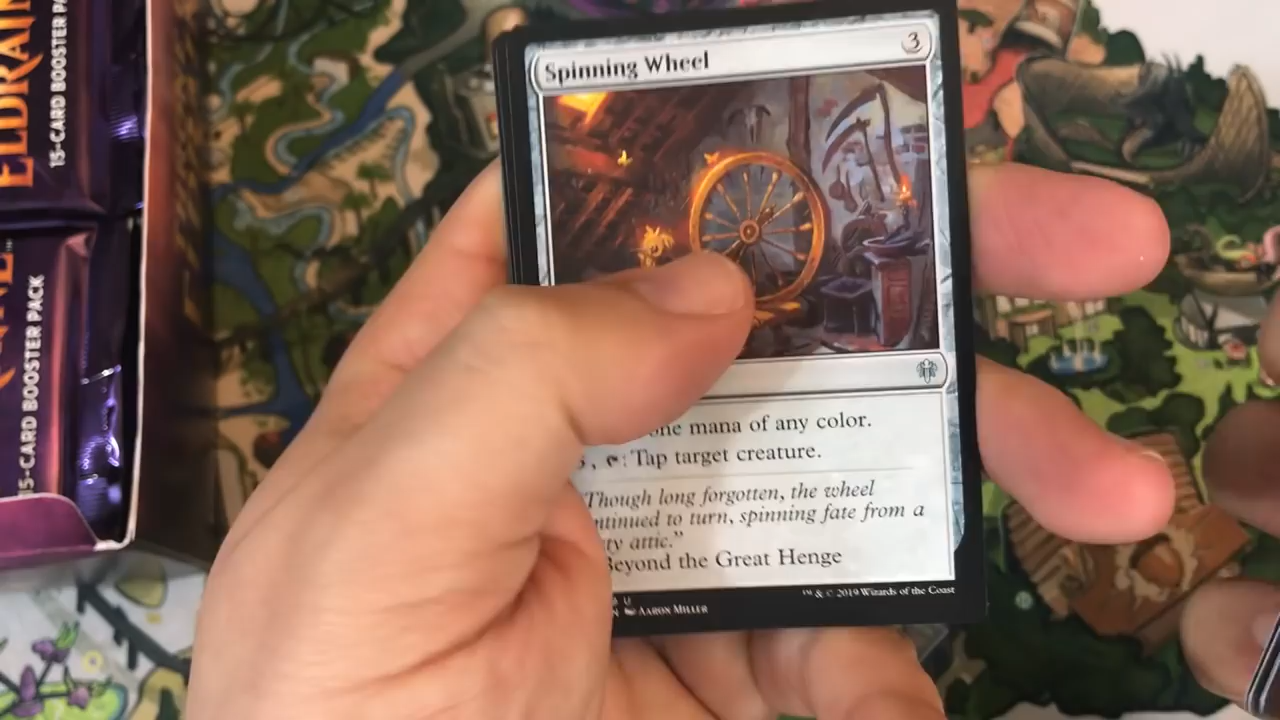 ELDRAIN
15-CARD BOOSTER PA
15-CARD BOOSTER PACK
Spinning Wheel
3
one mana of any color.
: Tap target creature.
Though long forgotten, the wheel
ntinued to turn, spinning fate from a
ty attic."
Beyond the Great Henge
U
AARON MILLER
™ & © 2019 Wizards of the Coast